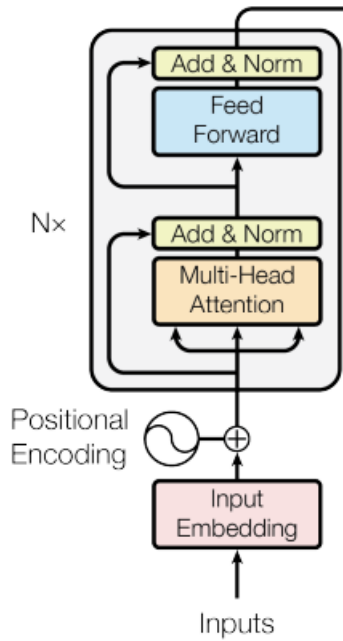 Add & Norm
Feed
Forward
N×
Add & Norm
Multi-Head
Attention
Positional
Encoding
Input
Embedding
Inputs